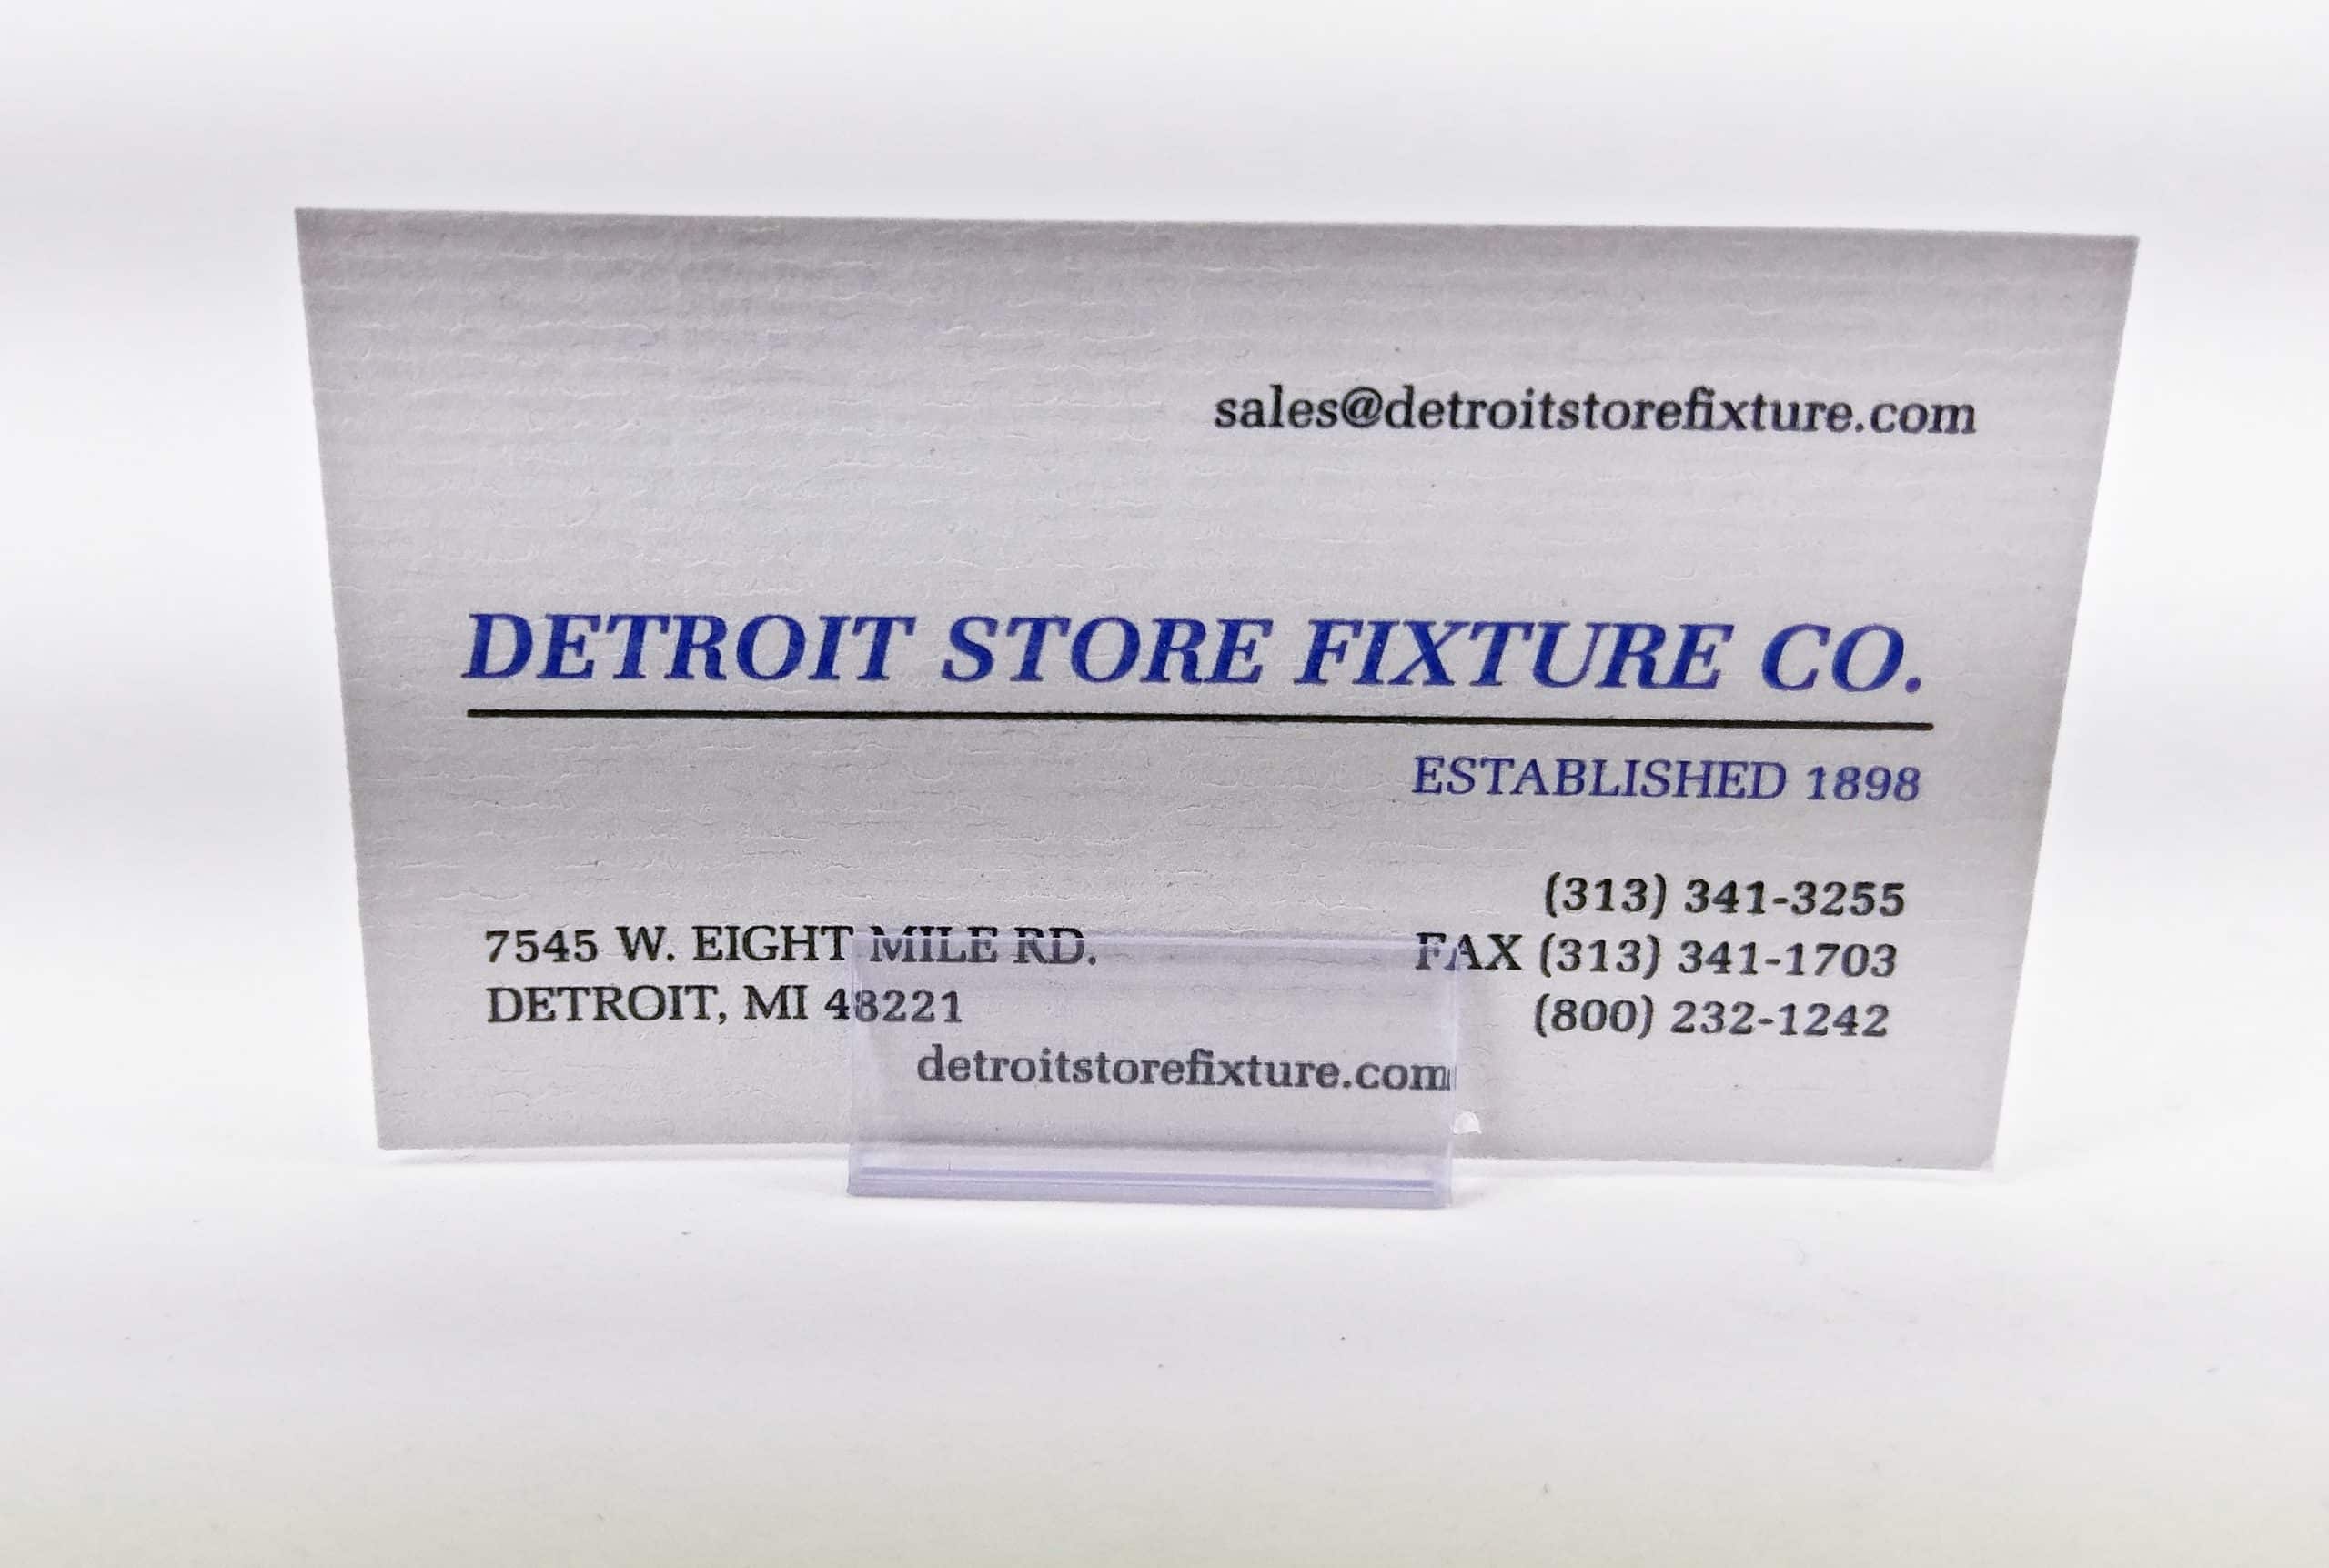 sales@detroitstorefixture.com
DETROIT STORE FIXTURE CO.
ESTABLISHED 1898
(313) 341-3255
7545 W. EIGHT MILE RD.
FAX (313) 341-1703
DETROIT, MI 48221
(800) 232-1242
detroitstorefixture.com